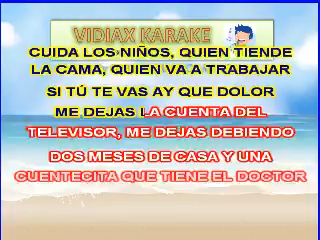 VIDIAX KARAKE
CUIDA LOS NIÑOS, QUIEN TIENDE
LA CAMA, QUIEN VA A TRABAJAR
SI TÚ TE VAS AY QUE DOLOR
ME DEJAS LA CUENTA DEL
TELEVISOR, ME DEJAS DEBIENDO
DOS MESES DE CASA Y UNA
CUENTECITA QUE TIENE EL DOCTOR